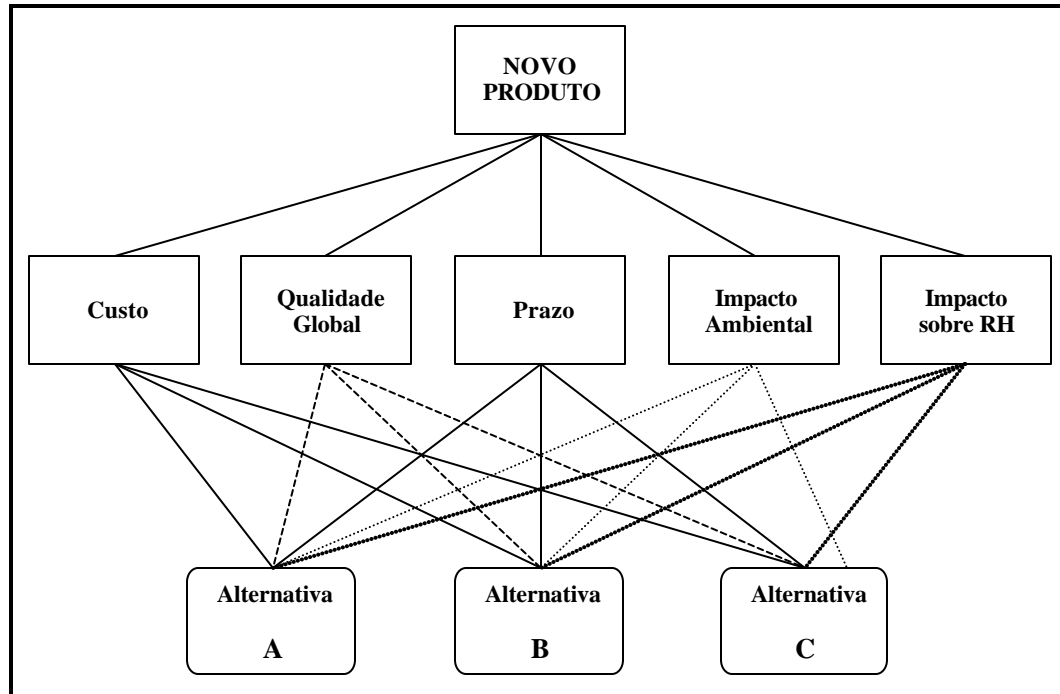 NOVO
PRODUTO
Custo
Qualidade
Global
Prazo
Impacto
Ambiental
Impacto
sobre RH
Alternativa
A
Alternativa
B
Alternativa
C